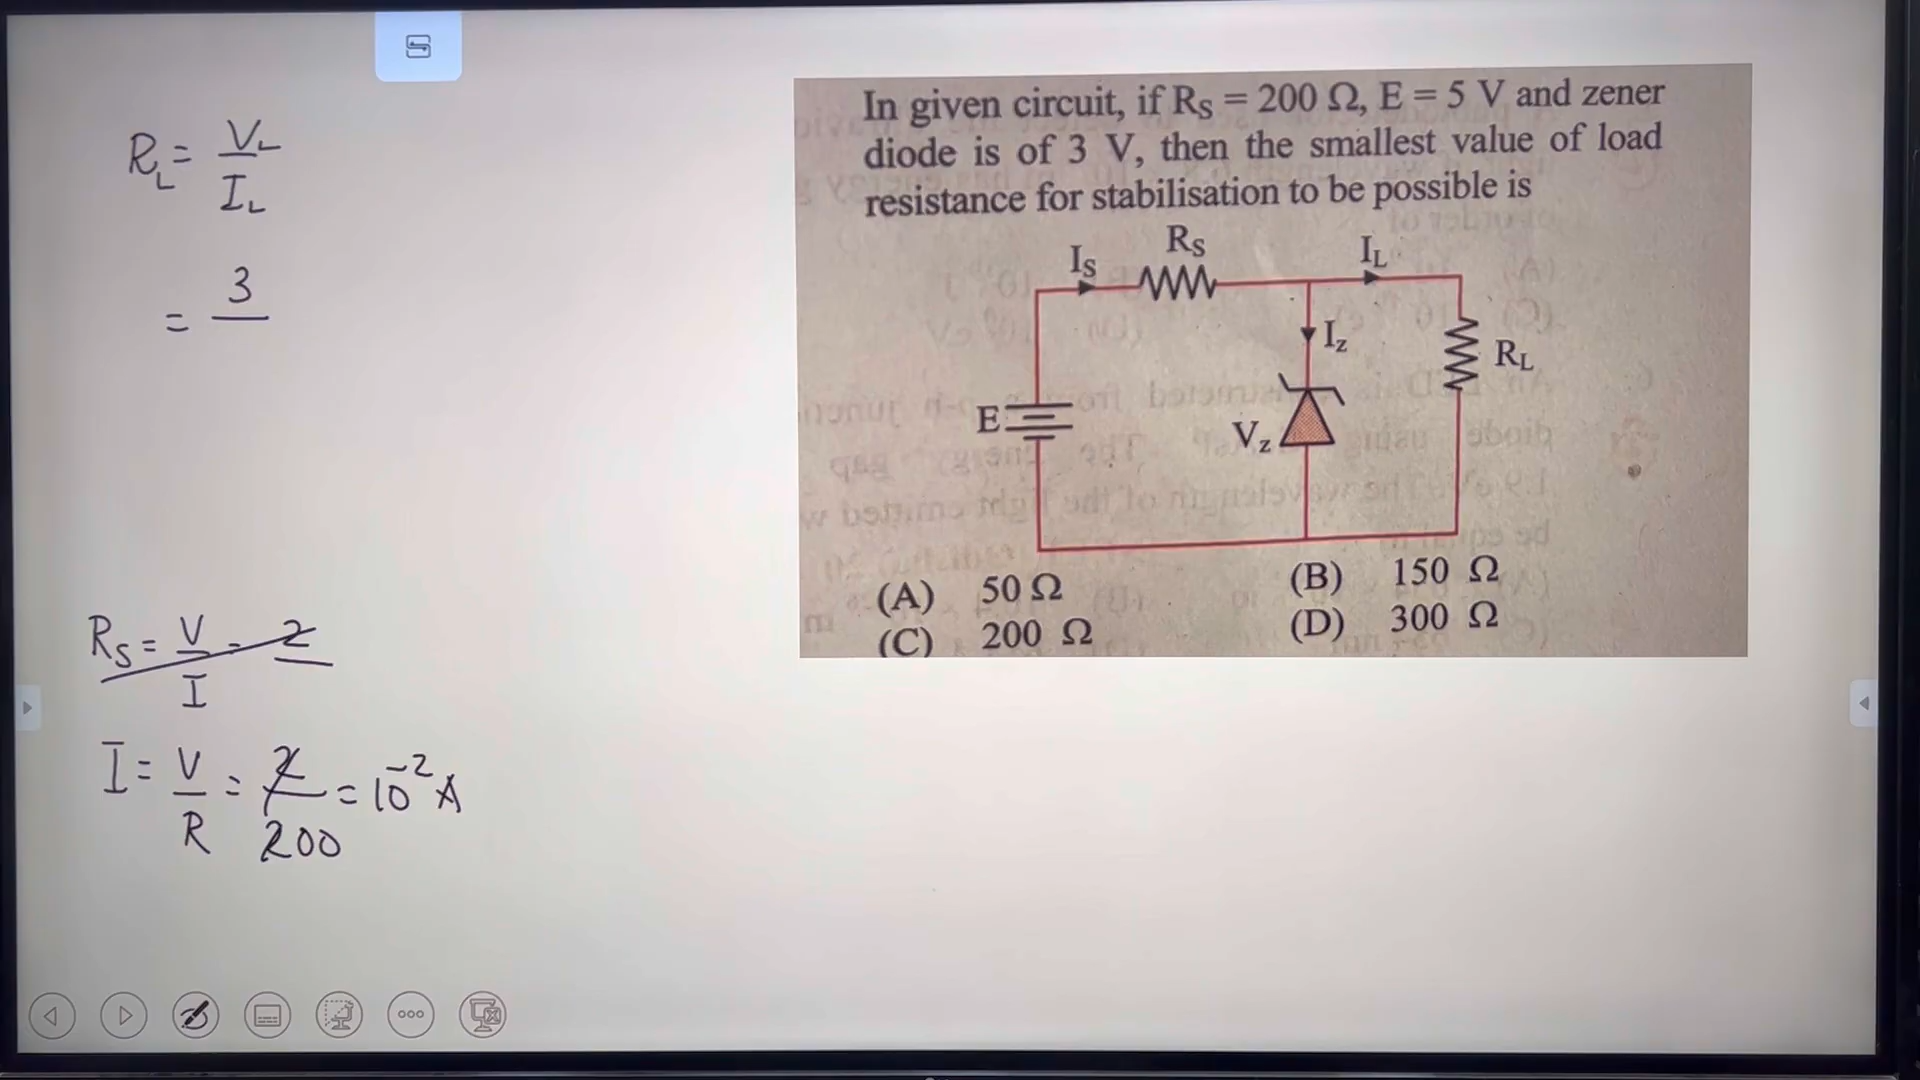 R_L = V_L / I_L
= 3
R_S = V / I = 2
I = V / R = 2 / 200 = 10^-2 A
In given circuit, if R_S = 200 Ω, E = 5 V and zener
diode is of 3 V, then the smallest value of load
resistance for stabilisation to be possible is
I_S R_S I_L
I_z
R_L
E
V_z
(A) 50 Ω (B) 150 Ω
(C) 200 Ω (D) 300 Ω